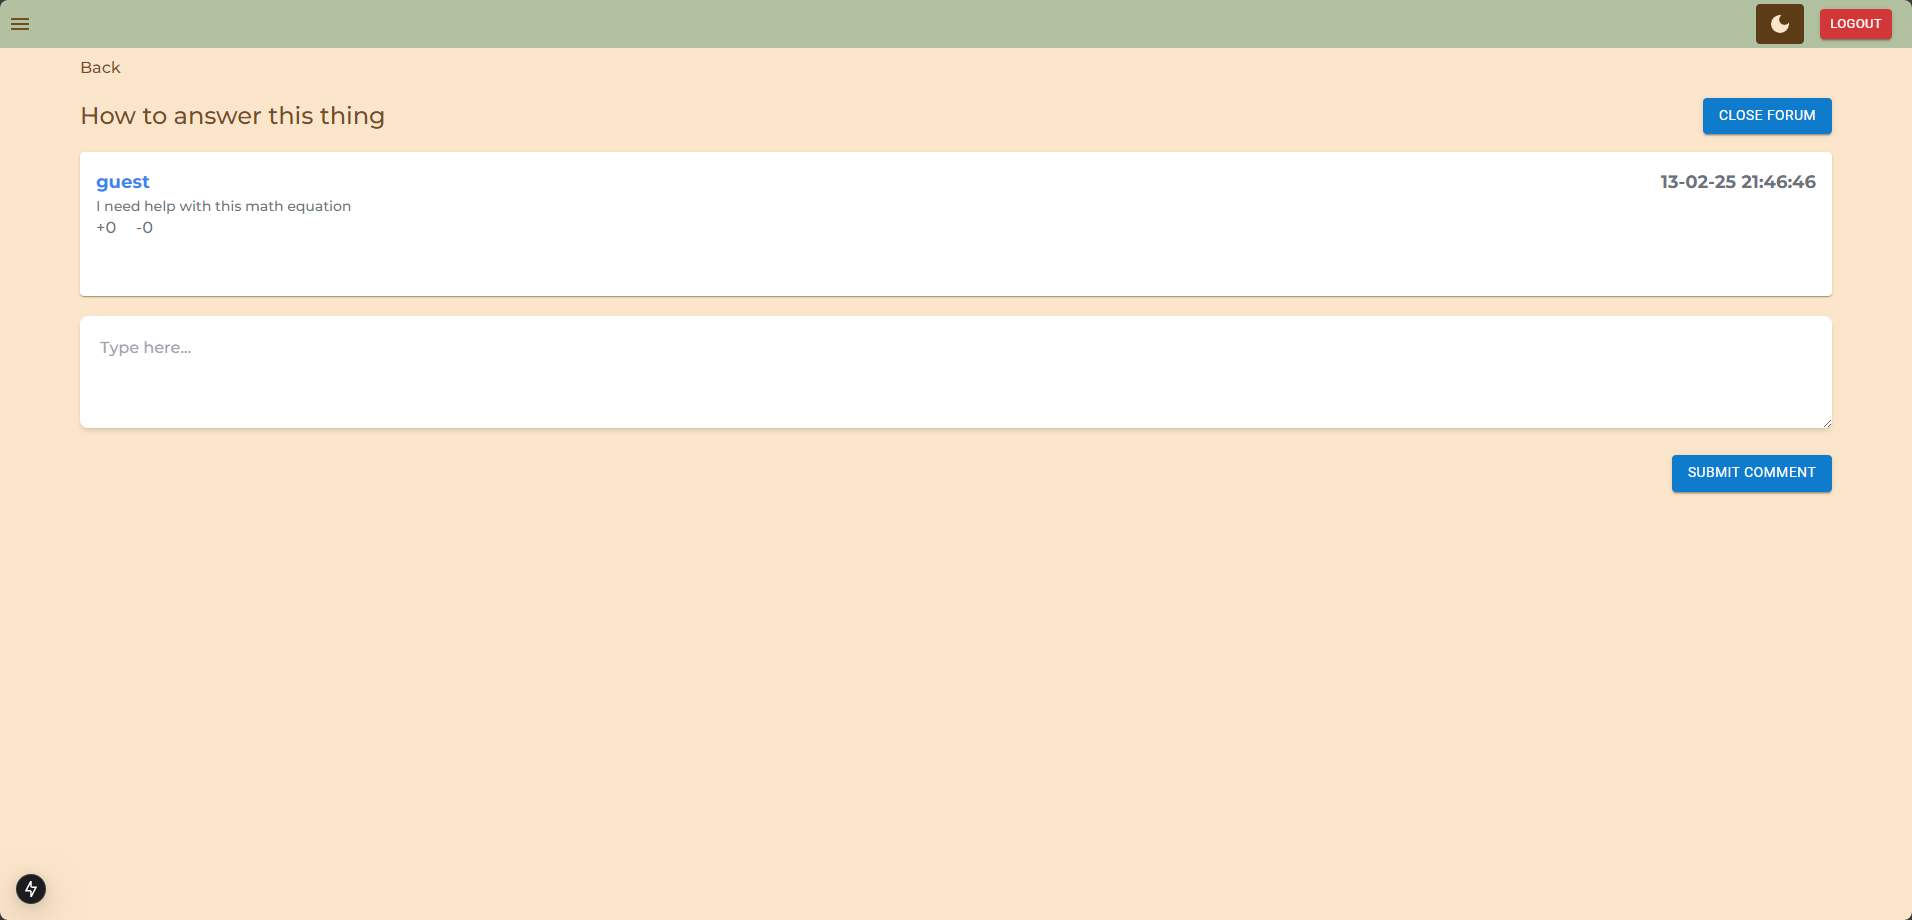 LOGOUT
Back
How to answer this thing
CLOSE FORUM
guest
13-02-25 21:46:46
I need help with this math equation
+0 -0
Type here...
SUBMIT COMMENT